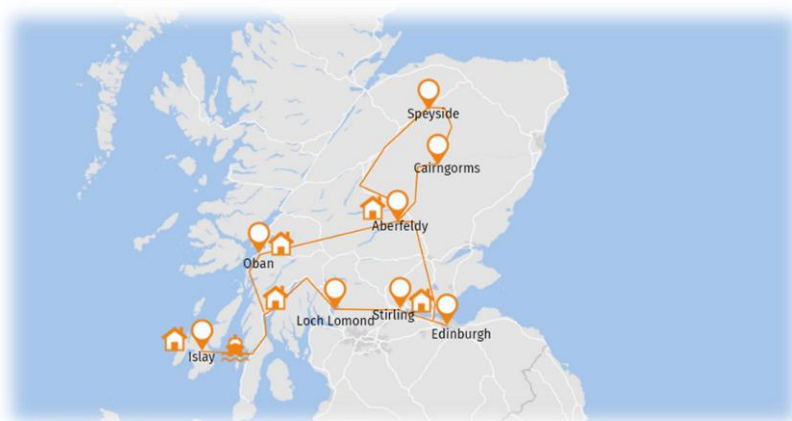 Speyside
Cairngorms
Aberfeldy
Oban
Loch Lomond
Stirling
Edinburgh
Islay